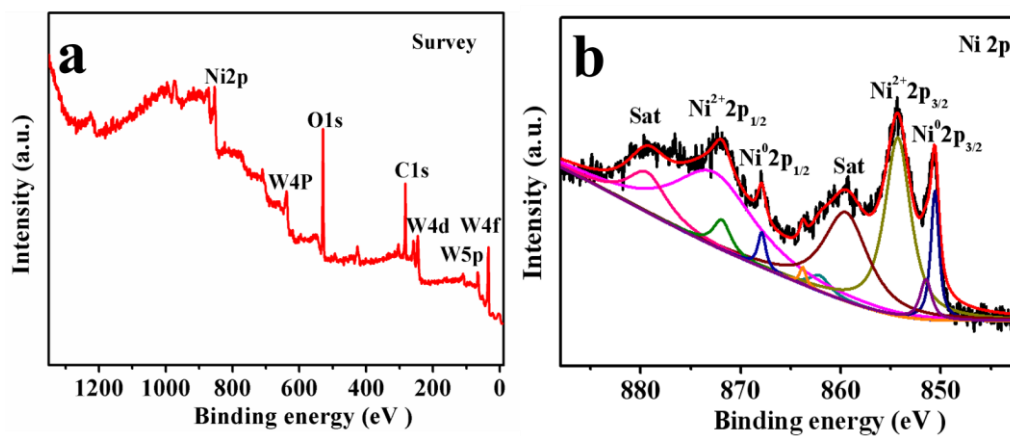 a
Survey
Ni2p
O1s
W4P
C1s
W4d
W4f
W5p
Intensity (a.u.)
1200 1000 800 600 400 200 0
Binding energy (eV )
b
Ni 2p
Sat
Ni2+2p1/2
Ni02p1/2
Sat
Ni2+2p3/2
Ni02p3/2
Intensity (a.u.)
880 870 860 850
Binding energy (eV )